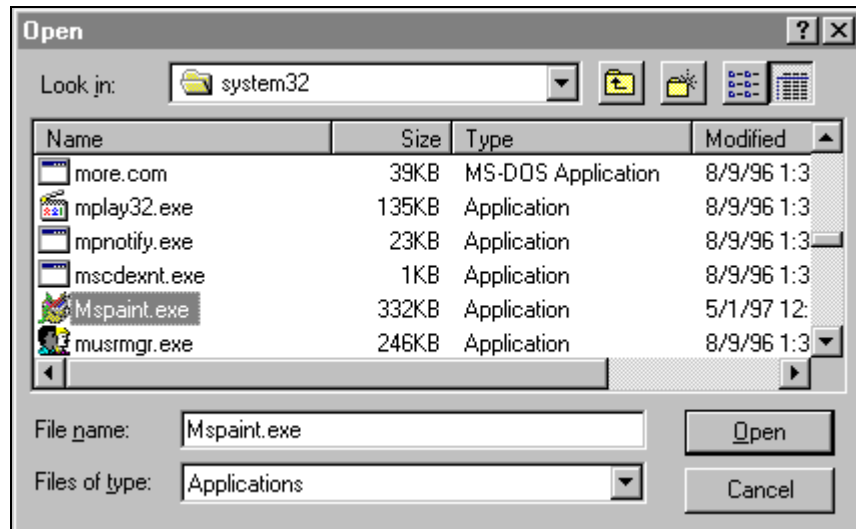 Open
Look in: system32
Name Size Type Modified
more.com 39KB MS-DOS Application 8/9/96 1:3
mplay32.exe 135KB Application 8/9/96 1:3
mpnotify.exe 23KB Application 8/9/96 1:3
mscdexnt.exe 1KB Application 8/9/96 1:3
Mspaint.exe 332KB Application 5/1/97 12:
musrmgr.exe 246KB Application 8/9/96 1:3
File name: Mspaint.exe Open
Files of type: Applications Cancel